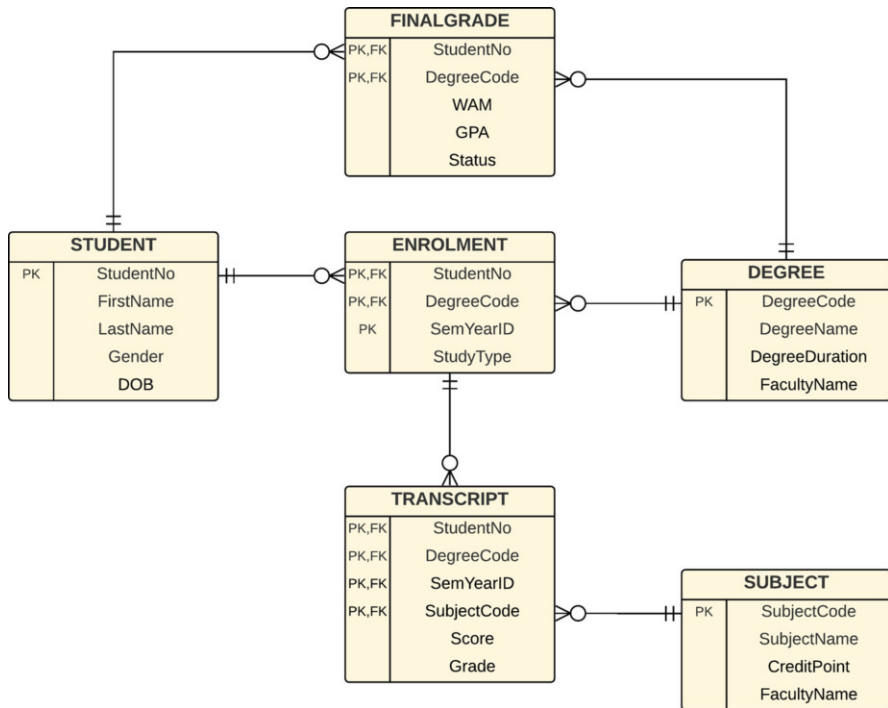 FINALGRADE
PK,FK StudentNo
PK,FK DegreeCode
WAM
GPA
Status
STUDENT
PK StudentNo
FirstName
LastName
Gender
DOB
ENROLMENT
PK,FK StudentNo
PK,FK DegreeCode
PK SemYearID
StudyType
DEGREE
PK DegreeCode
DegreeName
DegreeDuration
FacultyName
TRANSCRIPT
PK,FK StudentNo
PK,FK DegreeCode
PK,FK SemYearID
PK,FK SubjectCode
Score
Grade
SUBJECT
PK SubjectCode
SubjectName
CreditPoint
FacultyName